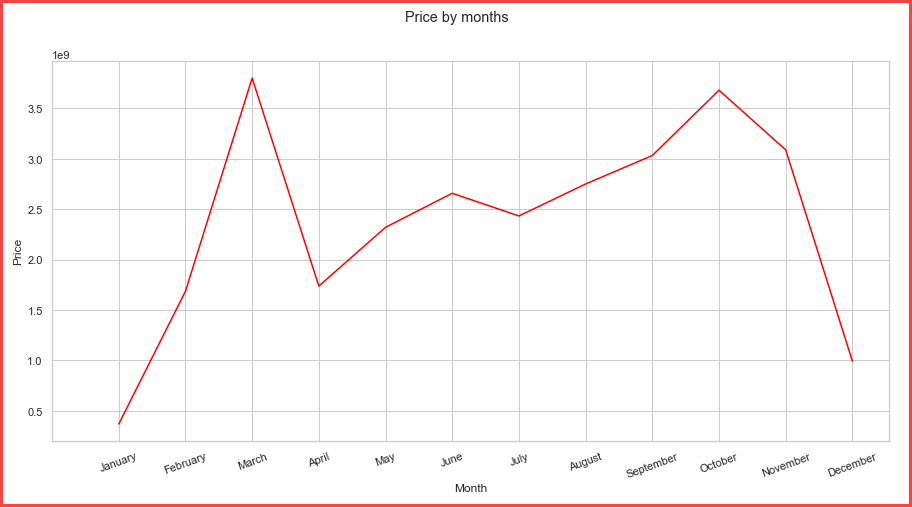 Price by months
1e9
3.5
3.0
2.5
2.0
1.5
1.0
0.5
Price
January February March April May June July August September October November December
Month